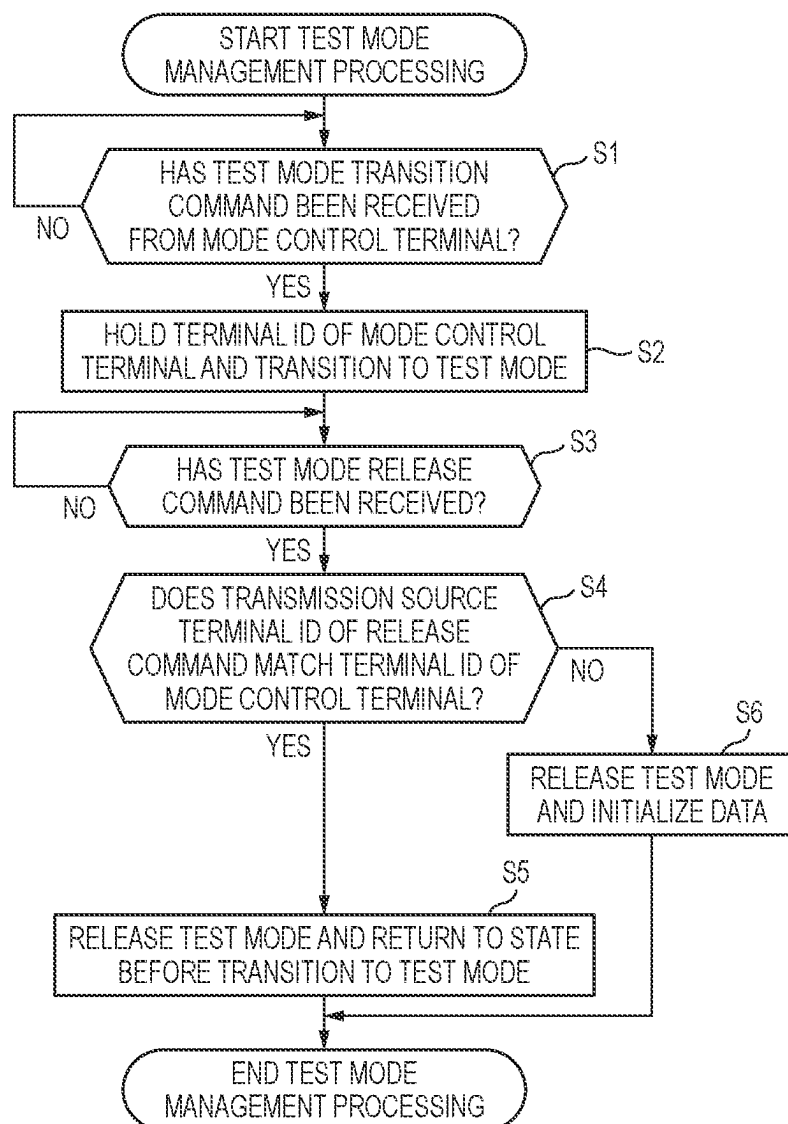 START TEST MODE
MANAGEMENT PROCESSING
S1
HAS TEST MODE TRANSITION
COMMAND BEEN RECEIVED
FROM MODE CONTROL TERMINAL?
NO
YES
HOLD TERMINAL ID OF MODE CONTROL
TERMINAL AND TRANSITION TO TEST MODE
S2
S3
HAS TEST MODE RELEASE
COMMAND BEEN RECEIVED?
NO
YES
S4
DOES TRANSMISSION SOURCE
TERMINAL ID OF RELEASE
COMMAND MATCH TERMINAL ID OF
MODE CONTROL TERMINAL?
NO
YES
S6
RELEASE TEST MODE
AND INITIALIZE DATA
S5
RELEASE TEST MODE AND RETURN TO STATE
BEFORE TRANSITION TO TEST MODE
END TEST MODE
MANAGEMENT PROCESSING